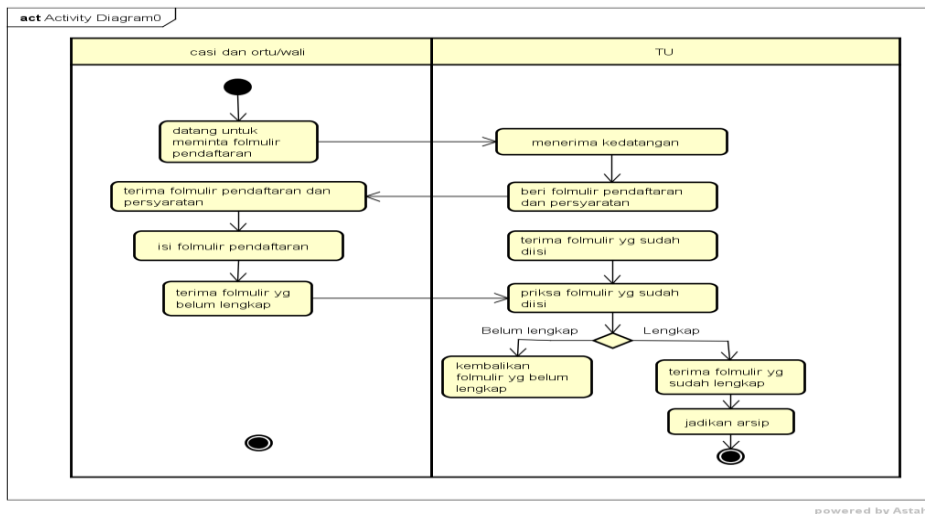 act Activity Diagram0
casi dan ortu/wali
TU
datang untuk
meminta folmulir
pendaftaran
menerima kedatangan
terima folmulir pendaftaran dan
persyaratan
beri folmulir pendaftaran
dan persyaratan
isi folmulir pendaftaran
terima folmulir yg sudah
diisi
terima folmulir yg
belum lengkap
priksa folmulir yg sudah
diisi
Belum lengkap
Lengkap
kembalikan
folmulir yg belum
lengkap
terima folmulir yg
sudah lengkap
jadikan arsip
powered by Astah